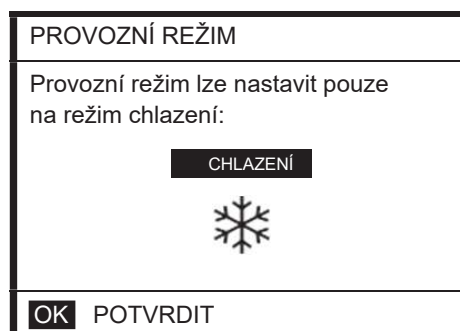 PROVOZNÍ REŽIM
Provozní režim lze nastavit pouze
na režim chlazení:
CHLAZENÍ
OK POTVRDIT